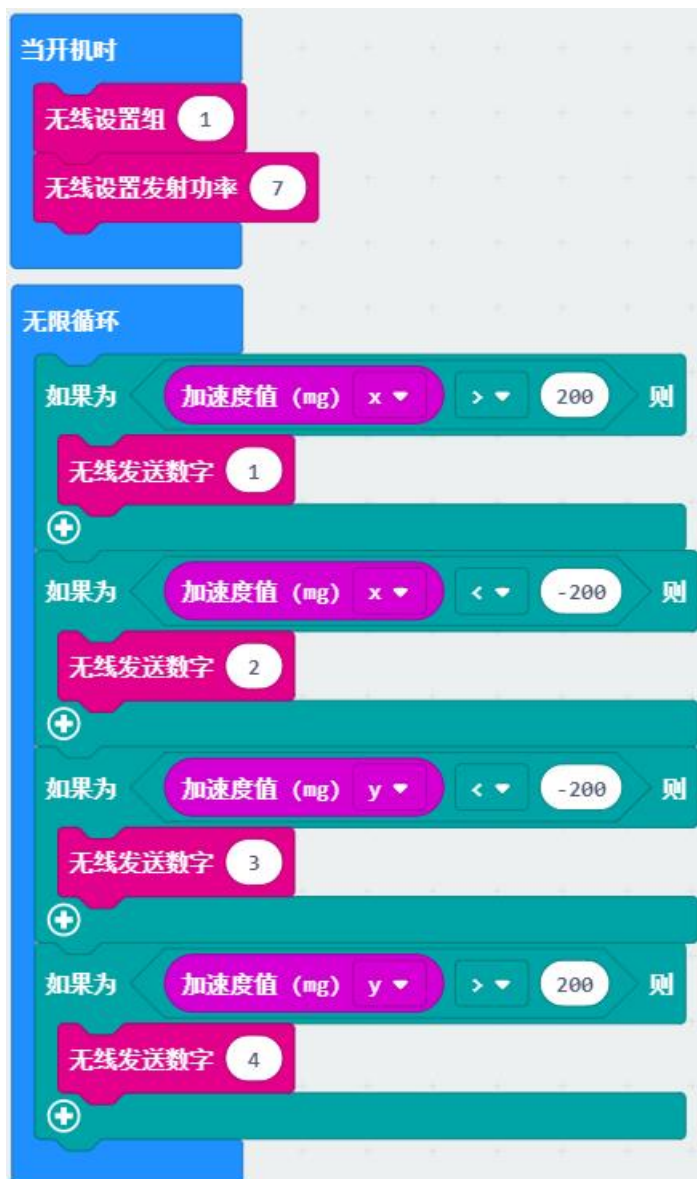 当开机时
无线设置组 1
无线设置发射功率 7
无限循环
如果为 加速度值 (mg) x > 200 则
无线发送数字 1
如果为 加速度值 (mg) x < -200 则
无线发送数字 2
如果为 加速度值 (mg) y < -200 则
无线发送数字 3
如果为 加速度值 (mg) y > 200 则
无线发送数字 4